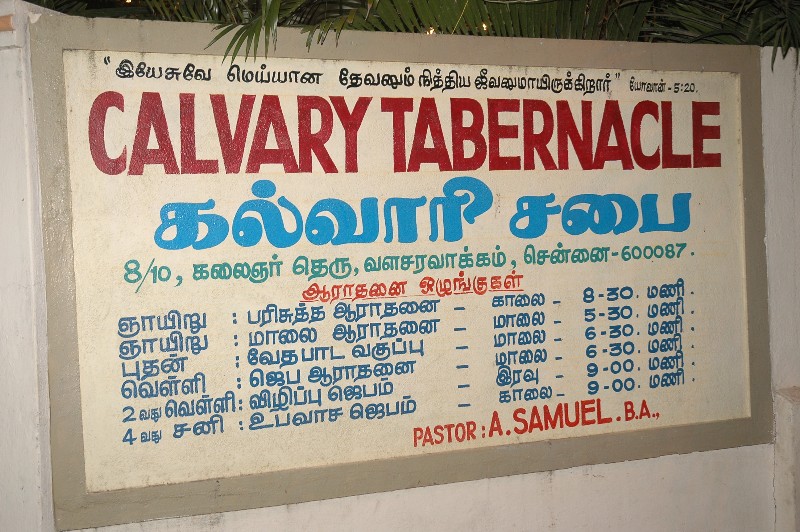 "இயேசுவே மெய்யான தேவனும் நித்திய ஜீவனுமாயிருக்கிறார்" யோவான் - 5:20.
CALVARY TABERNACLE
கல்வாரி சபை
8/10, கலைஞர் தெரு, வளசரவாக்கம், சென்னை-600087.
ஆராதனை ஒழுங்குகள்
ஞாயிறு : பரிசுத்த ஆராதனை - காலை - 8-30. மணி
ஞாயிறு : மாலை ஆராதனை - மாலை - 5-30. மணி.
புதன் : வேதபாட வகுப்பு - மாலை - 6-30. மணி.
வெள்ளி : ஜெப ஆராதனை - மாலை - 6-30. மணி.
2 வது வெள்ளி : விழிப்பு ஜெபம் - இரவு - 9-00. மணி.
4 வது சனி : உபவாச ஜெபம் - காலை - 9-00. மணி.
PASTOR : A. SAMUEL. B.A.,